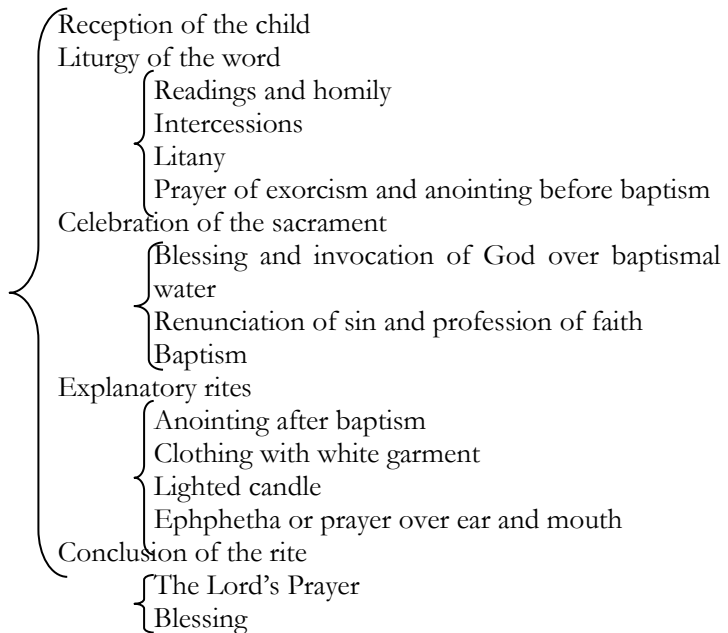 Reception of the child
Liturgy of the word
Readings and homily
Intercessions
Litany
Prayer of exorcism and anointing before baptism
Celebration of the sacrament
Blessing and invocation of God over baptismal
water
Renunciation of sin and profession of faith
Baptism
Explanatory rites
Anointing after baptism
Clothing with white garment
Lighted candle
Ephphetha or prayer over ear and mouth
Conclusion of the rite
The Lord's Prayer
Blessing